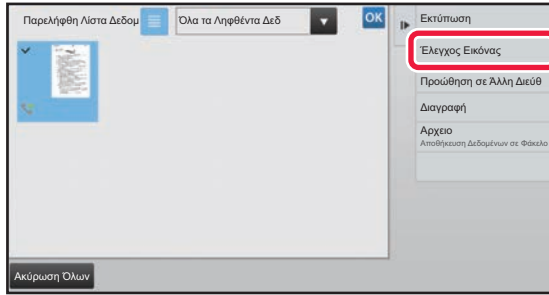 Παρελήφθη Λίστα Δεδομ
Όλα τα Ληφθέντα Δεδ
OK
Εκτύπωση
Έλεγχος Εικόνας
Προώθηση σε Άλλη Διεύθ
Διαγραφή
Αρχειο
Αποθήκευση Δεδομένων σε Φάκελο
Ακύρωση Όλων